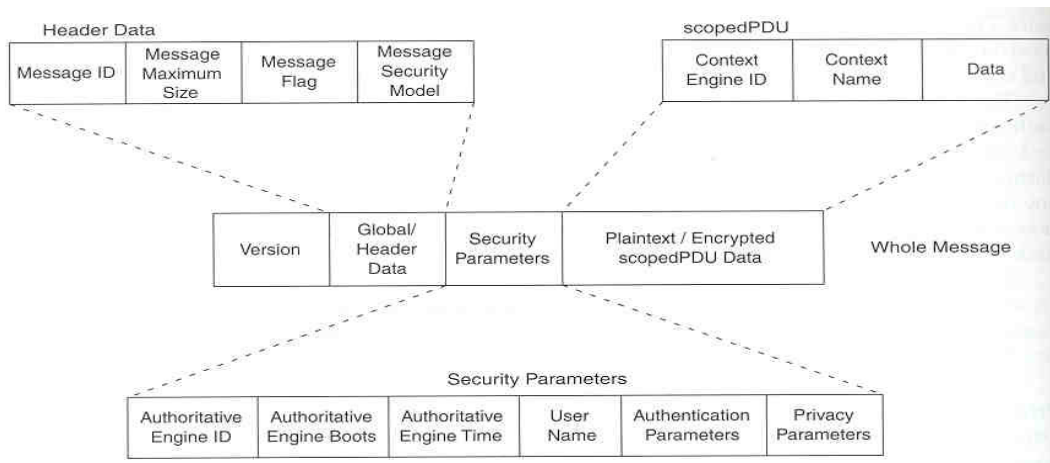 Header Data
Message ID
Message
Maximum
Size
Message
Flag
Message
Security
Model
scopedPDU
Context
Engine ID
Context
Name
Data
Version
Global/
Header
Data
Security
Parameters
Plaintext / Encrypted
scopedPDU Data
Whole Message
Security Parameters
Authoritative
Engine ID
Authoritative
Engine Boots
Authoritative
Engine Time
User
Name
Authentication
Parameters
Privacy
Parameters